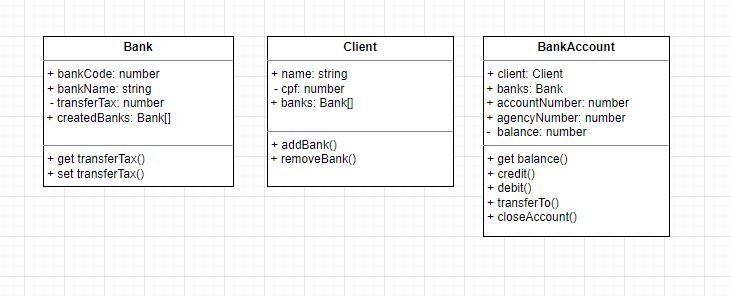 Bank
+ bankCode: number
+ bankName: string
- transferTax: number
+ createdBanks: Bank[]
+ get transferTax()
+ set transferTax()
Client
+ name: string
- cpf: number
+ banks: Bank[]
+ addBank()
+ removeBank()
BankAccount
+ client: Client
+ banks: Bank
+ accountNumber: number
+ agencyNumber: number
- balance: number
+ get balance()
+ credit()
+ debit()
+ transferTo()
+ closeAccount()